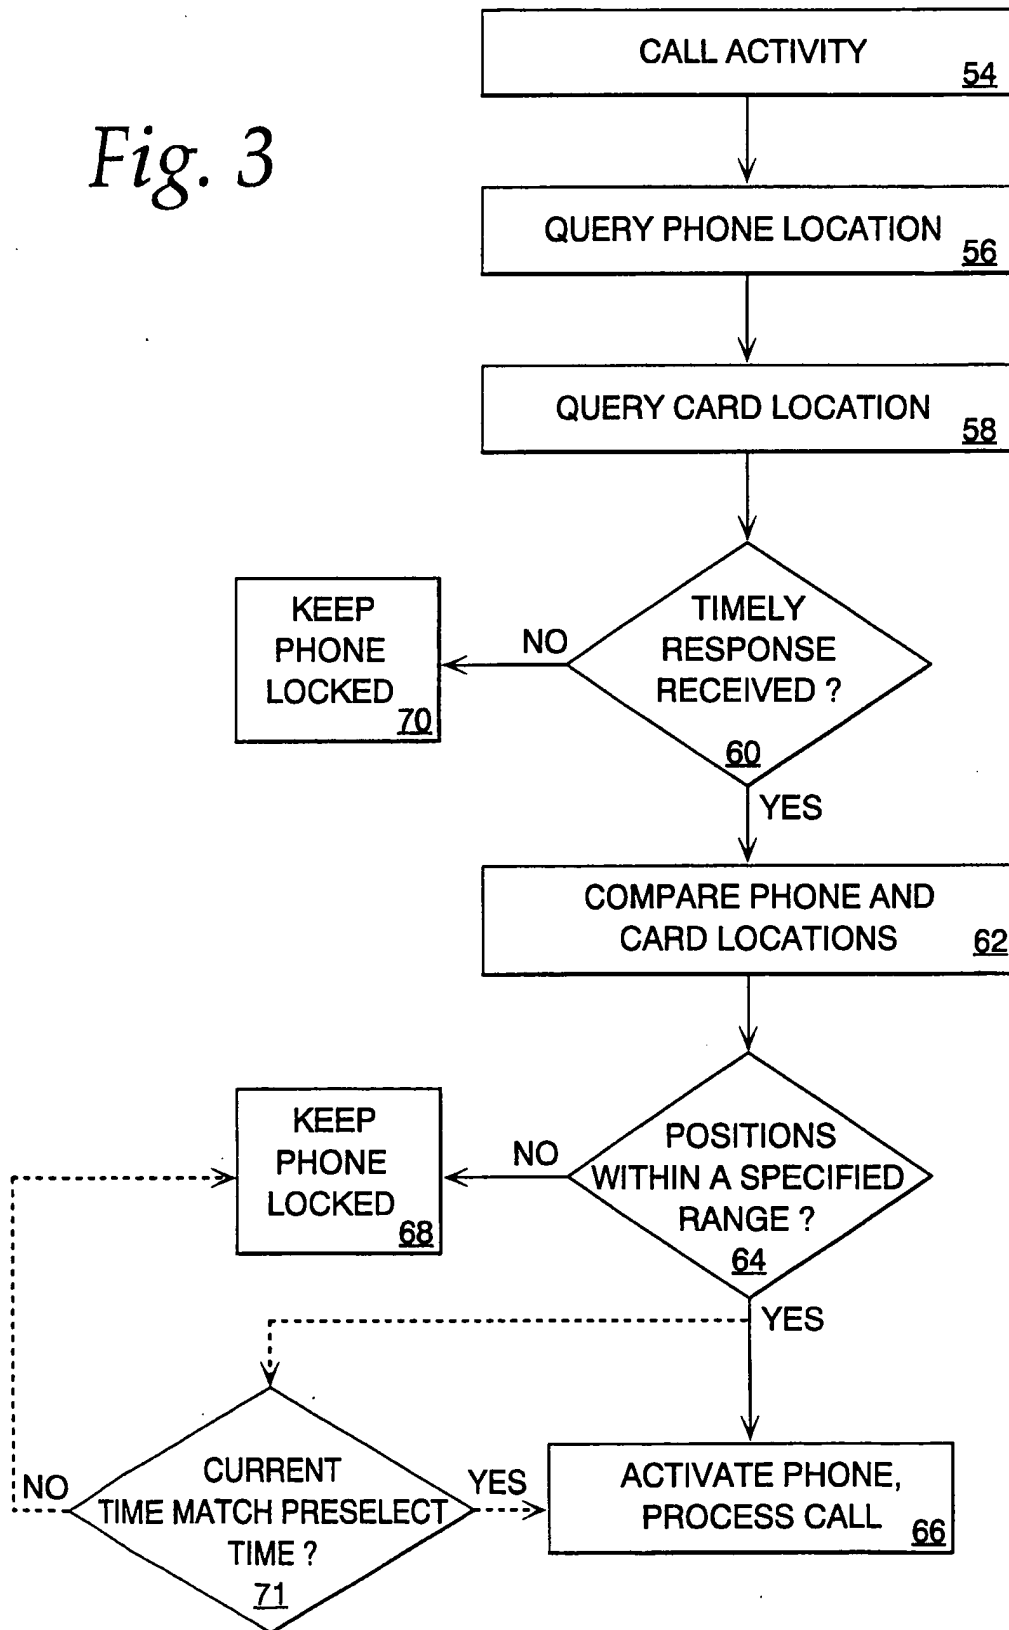 CALL ACTIVITY
54
Fig. 3
QUERY PHONE LOCATION
56
QUERY CARD LOCATION
58
KEEP
PHONE
LOCKED
70
NO
TIMELY
RESPONSE
RECEIVED ?
60
YES
COMPARE PHONE AND
CARD LOCATIONS
62
KEEP
PHONE
LOCKED
68
NO
POSITIONS
WITHIN A SPECIFIED
RANGE ?
64
YES
NO
CURRENT
TIME MATCH PRESELECT
TIME ?
71
YES
ACTIVATE PHONE,
PROCESS CALL
66